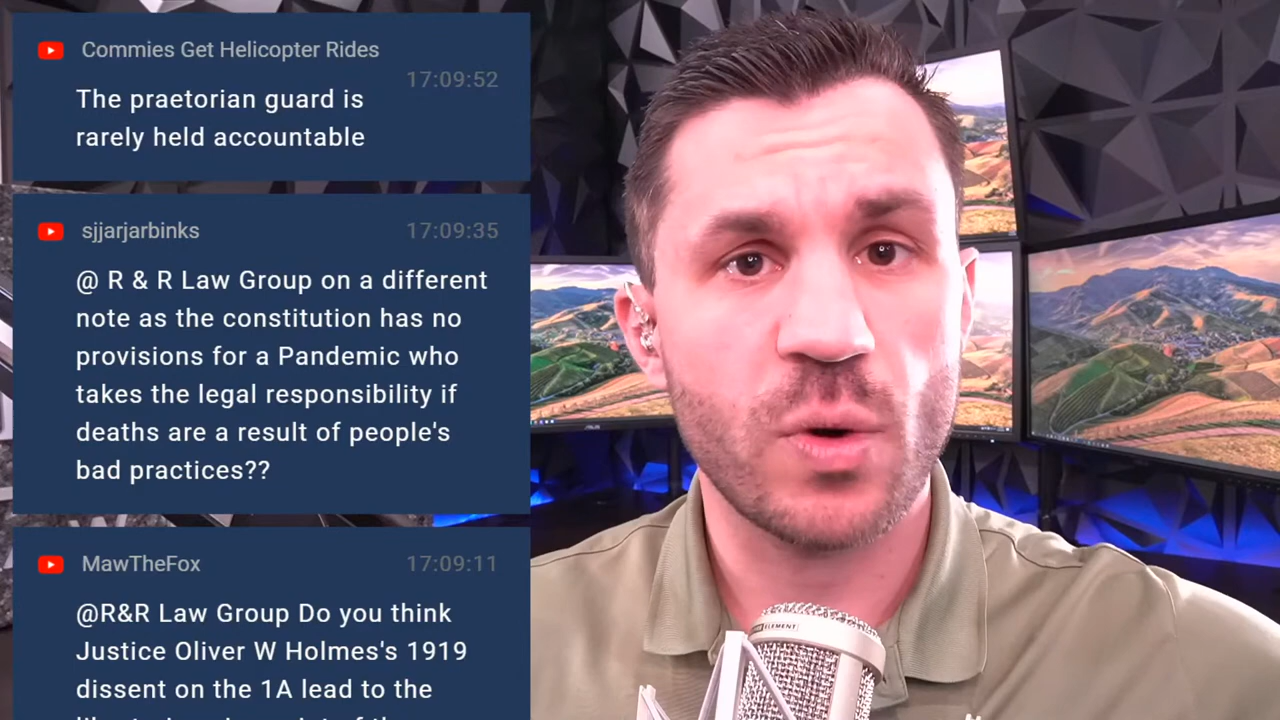 Commies Get Helicopter Rides
17:09:52
The praetorian guard is
rarely held accountable
sjjarjarbinks
17:09:35
@ R & R Law Group on a different
note as the constitution has no
provisions for a Pandemic who
takes the legal responsibility if
deaths are a result of people's
bad practices??
MawTheFox
17:09:11
@R&R Law Group Do you think
Justice Oliver W Holmes's 1919
dissent on the 1A lead to the
ELEMENT